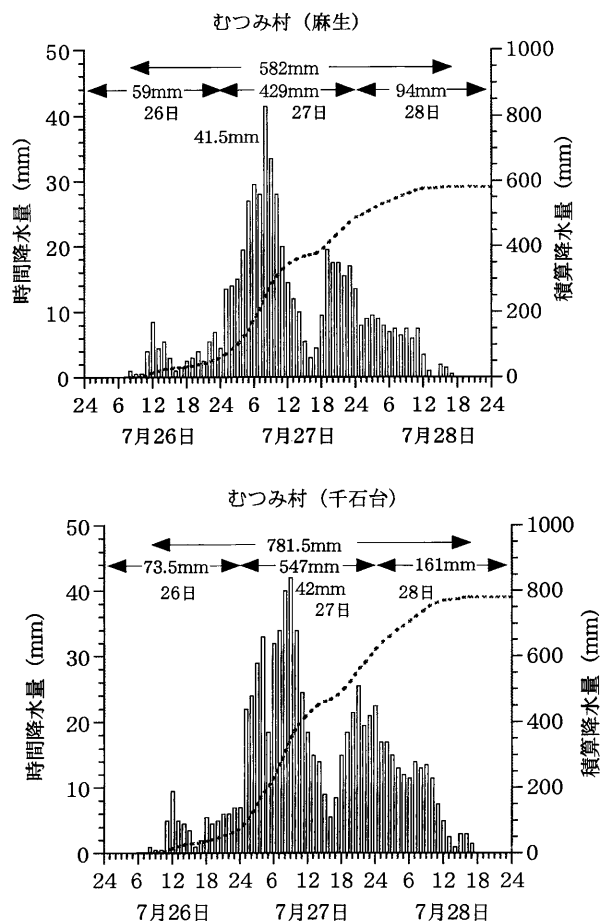 むつみ村（麻生）
50
40
30
20
10
0
時間降水量（mm）
1000
800
600
400
200
0
積算降水量（mm）
582mm
59mm 429mm 94mm
26日 27日 28日
41.5mm
24 6 12 18 24 6 12 18 24 6 12 18 24
7月26日 7月27日 7月28日
むつみ村（千石台）
50
40
30
20
10
0
時間降水量（mm）
1000
800
600
400
200
0
積算降水量（mm）
781.5mm
73.5mm 547mm 161mm
26日 42mm 28日
27日
24 6 12 18 24 6 12 18 24 6 12 18 24
7月26日 7月27日 7月28日